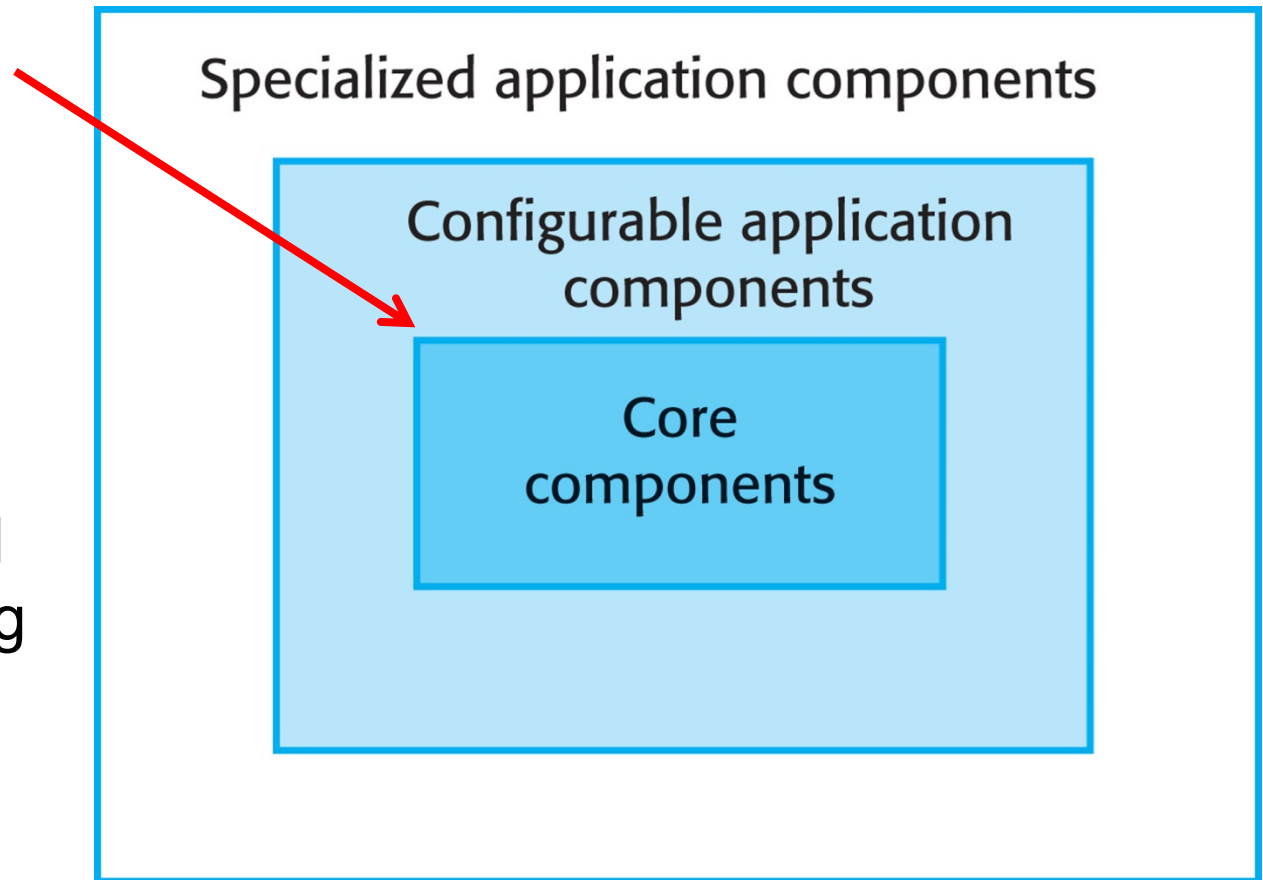 Specialized application components
Configurable application
components
Core
components
g